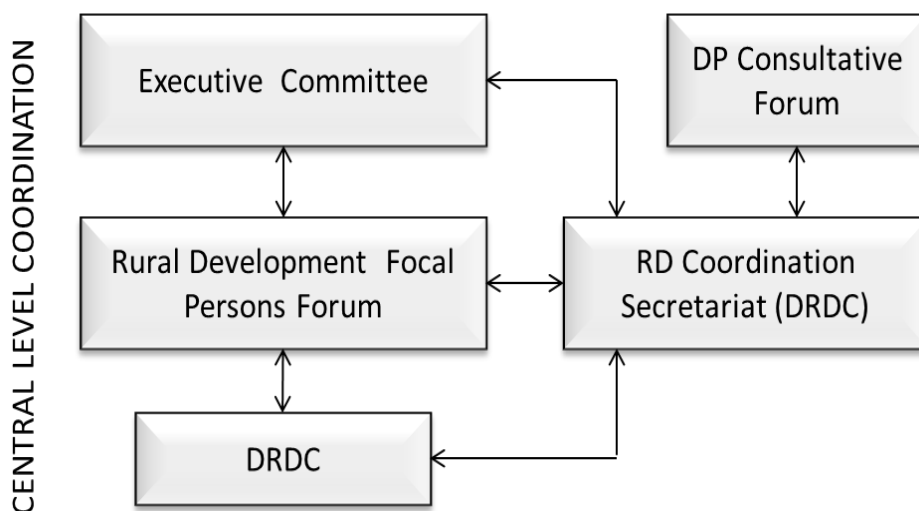 CENTRAL LEVEL COORDINATION
Executive Committee
DP Consultative
Forum
Rural Development Focal
Persons Forum
RD Coordination
Secretariat (DRDC)
DRDC